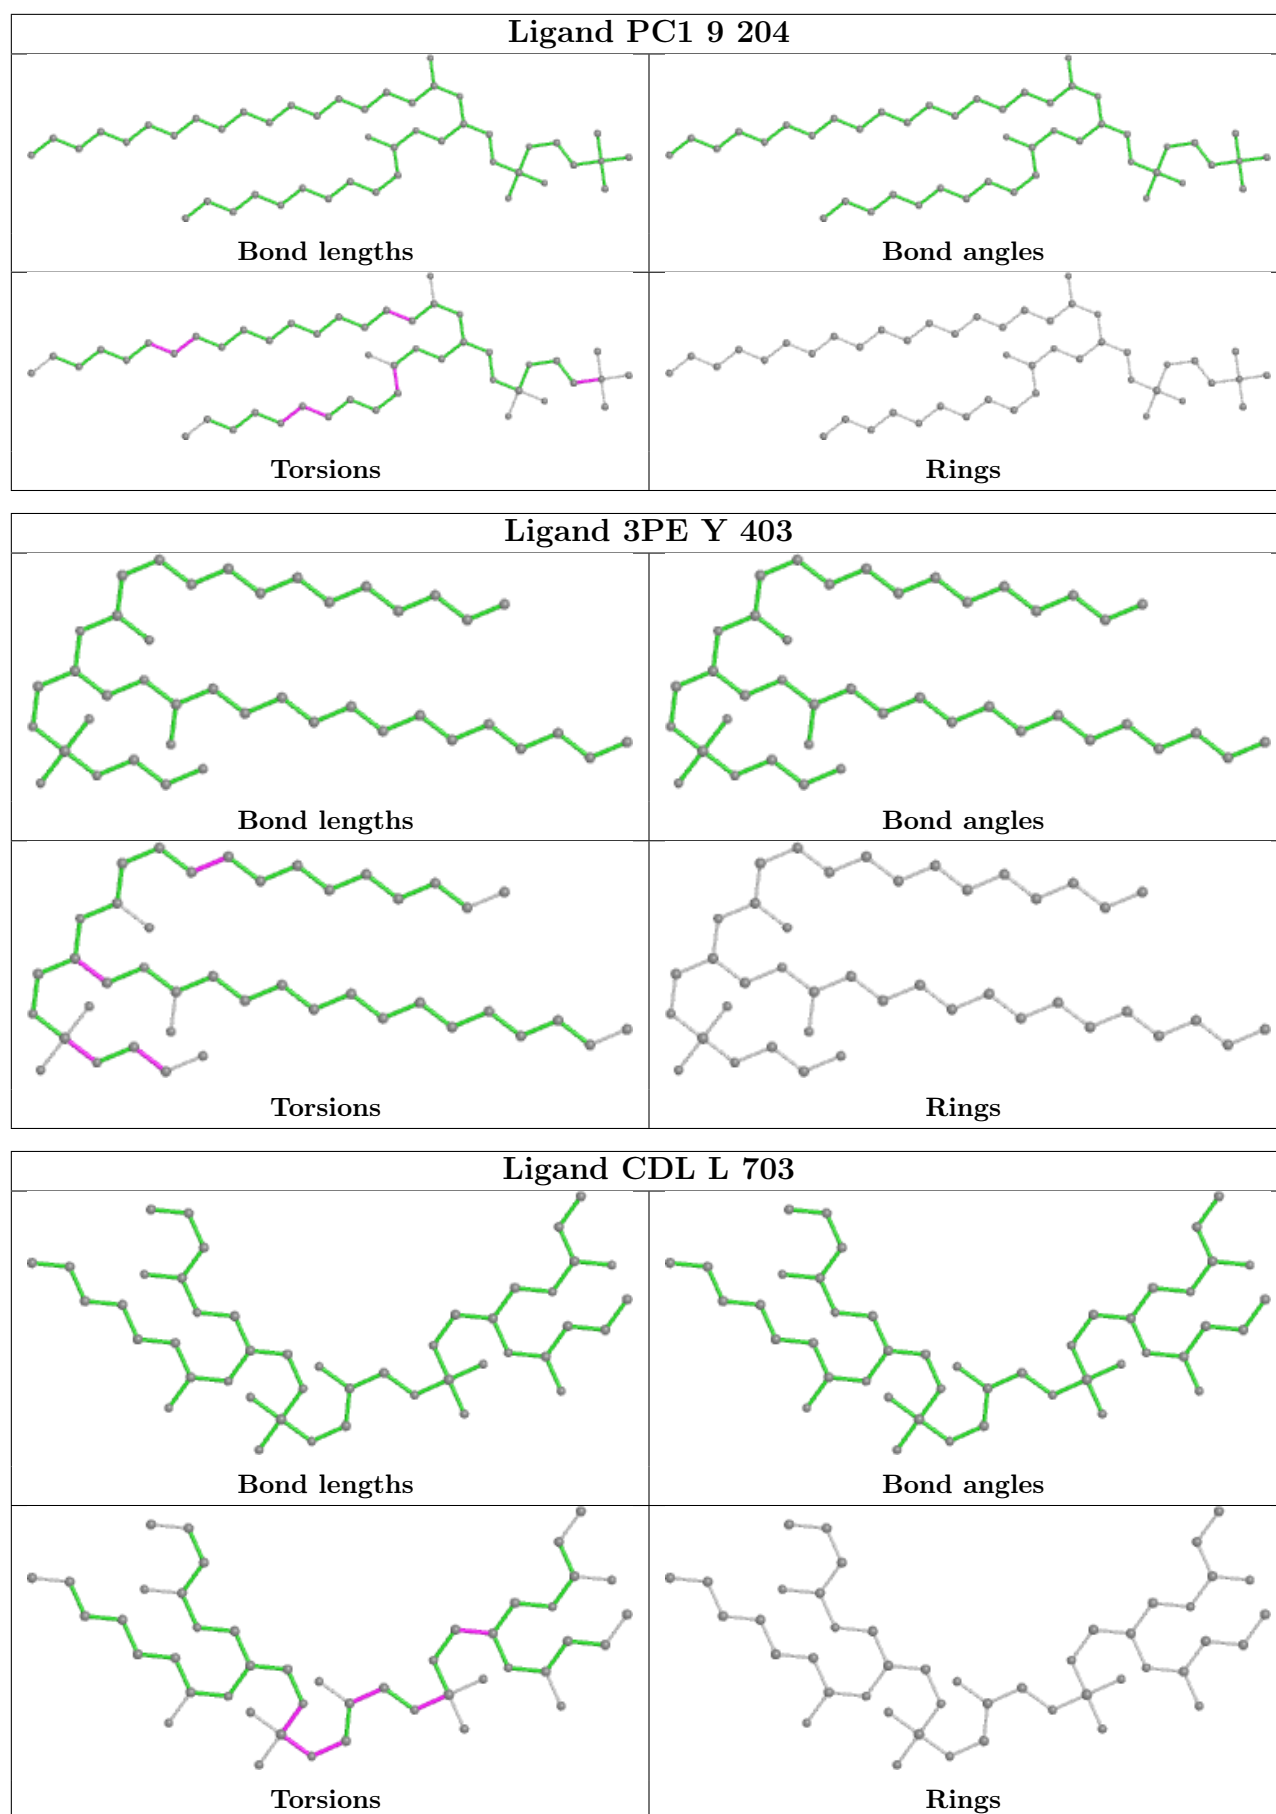 Ligand PC1 9 204
Bond lengths
Bond angles
Torsions
Rings
Ligand 3PE Y 403
Bond lengths
Bond angles
Torsions
Rings
Ligand CDL L 703
Bond lengths
Bond angles
Torsions
Rings